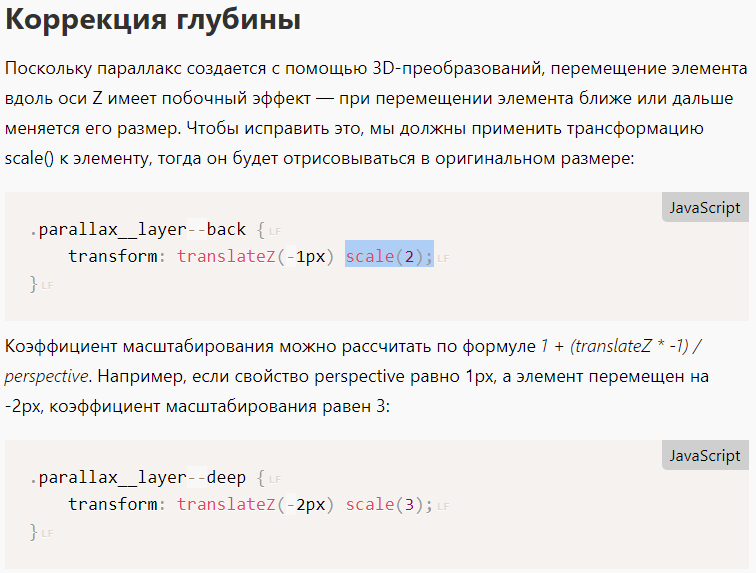 Коррекция глубины
Поскольку параллакс создается с помощью 3D-преобразований, перемещение элемента
вдоль оси Z имеет побочный эффект — при перемещении элемента ближе или дальше
меняется его размер. Чтобы исправить это, мы должны применить трансформацию
scale() к элементу, тогда он будет отрисовываться в оригинальном размере:
JavaScript
.parallax__layer--back { LF
transform: translateZ(-1px) scale(2); LF
} LF
Коэффициент масштабирования можно рассчитать по формуле 1 + (translateZ * -1) /
perspective. Например, если свойство perspective равно 1px, а элемент перемещен на
-2px, коэффициент масштабирования равен 3:
JavaScript
.parallax__layer--deep { LF
transform: translateZ(-2px) scale(3); LF
} LF